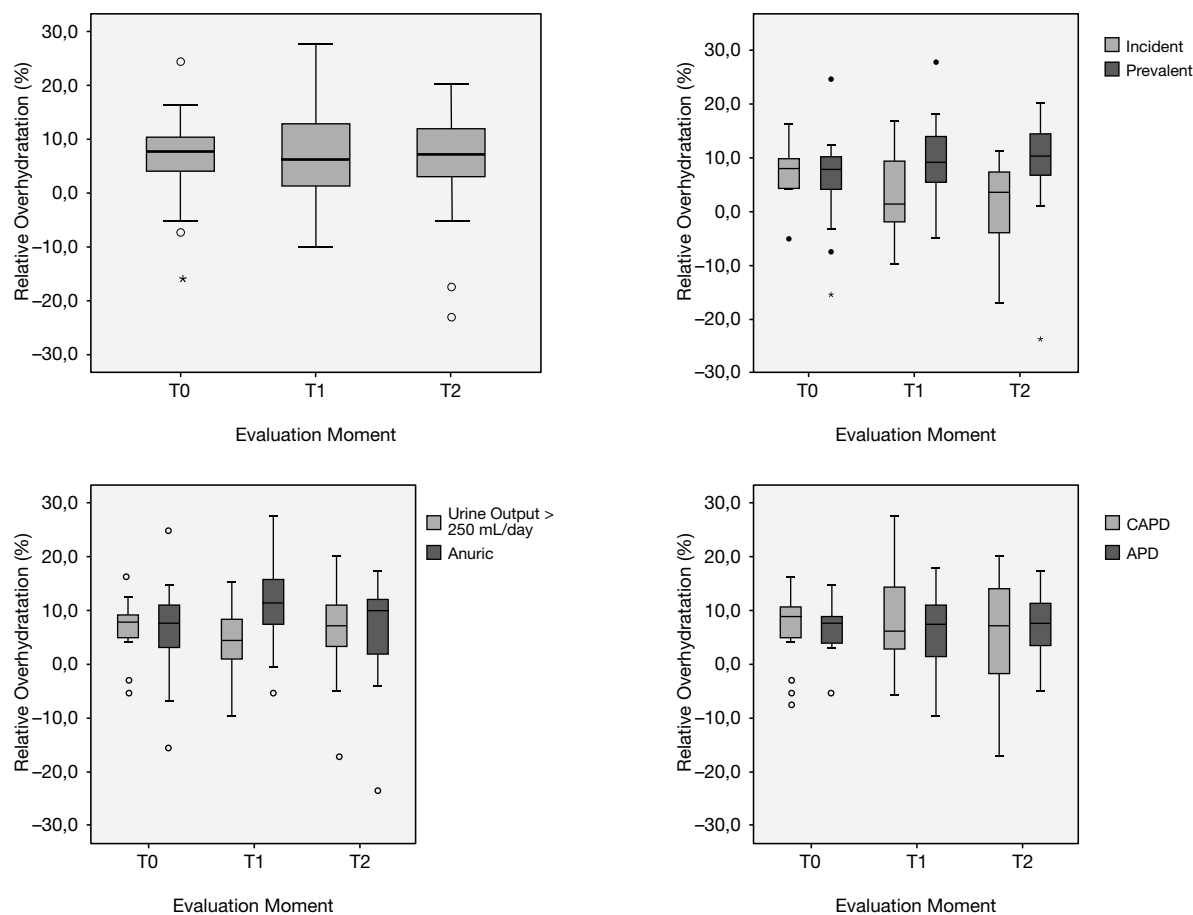 30,0
20,0
10,0
0,0
–10,0
–20,0
–30,0
Relative Overhydratation (%)
T0
T1
T2
Evaluation Moment
30,0
20,0
10,0
0,0
–10,0
–20,0
–30,0
Relative Overhydratation (%)
T0
T1
T2
Evaluation Moment
Incident
Prevalent
30,0
20,0
10,0
0,0
–10,0
–20,0
–30,0
Relative Overhydratation (%)
T0
T1
T2
Evaluation Moment
Urine Output >
250 mL/day
Anuric
30,0
20,0
10,0
0,0
–10,0
–20,0
–30,0
Relative Overhydratation (%)
T0
T1
T2
Evaluation Moment
CAPD
APD